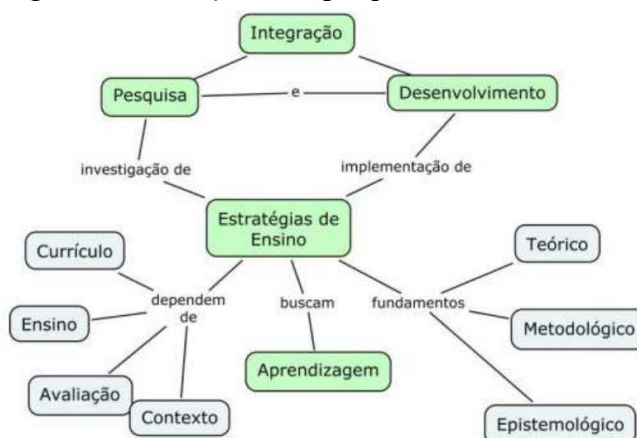 Integração
Pesquisa
e
Desenvolvimento
investigação de
implementação de
Estratégias de
Ensino
Currículo
Teórico
dependem
de
buscam
fundamentos
Ensino
Metodológico
Aprendizagem
Avaliação
Contexto
Epistemológico